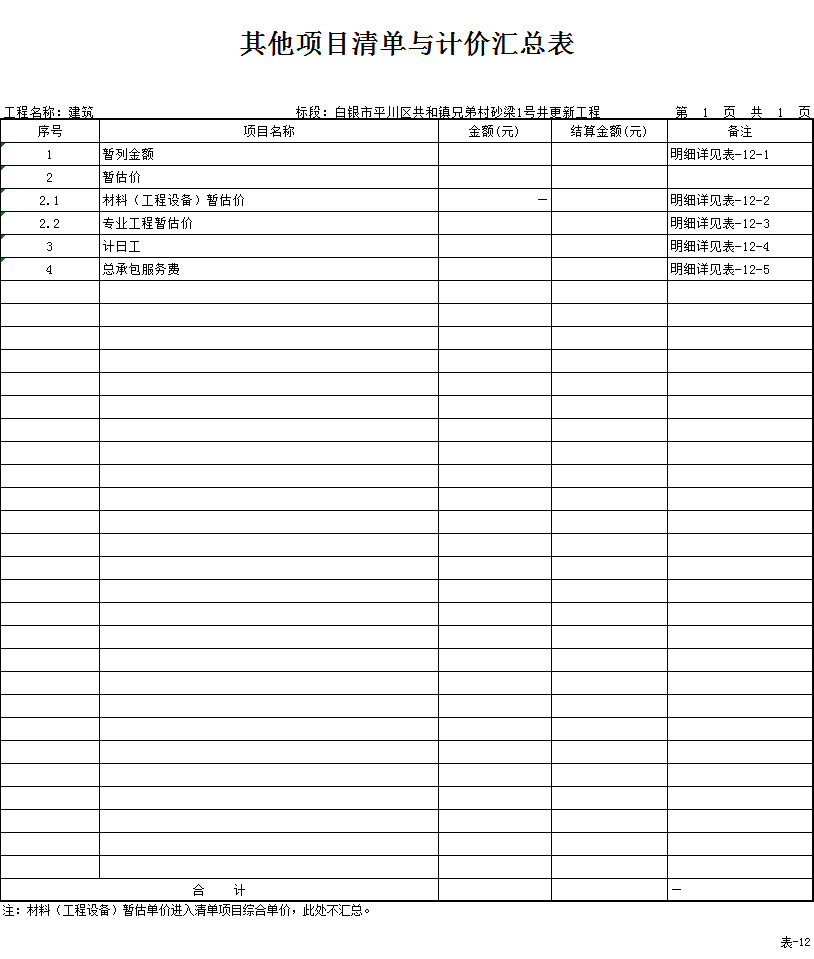 其他项目清单与计价汇总表
工程名称：建筑 标段：白银市平川区共和镇兄弟村砂梁1号井更新工程 第 1 页 共 1 页
序号 项目名称 金额(元) 结算金额(元) 备注
1 暂列金额 明细详见表-12-1
2 暂估价
2.1 材料（工程设备）暂估价 － 明细详见表-12-2
2.2 专业工程暂估价 明细详见表-12-3
3 计日工 明细详见表-12-4
4 总承包服务费 明细详见表-12-5
合 计 －
注：材料（工程设备）暂估单价进入清单项目综合单价，此处不汇总。
表-12